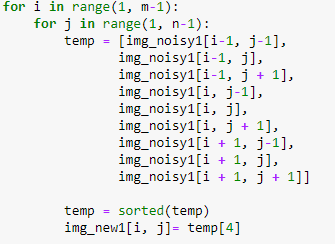 for i in range(1, m-1):
    for j in range(1, n-1):
        temp = [img_noisy1[i-1, j-1],
               img_noisy1[i-1, j],
               img_noisy1[i-1, j + 1],
               img_noisy1[i, j-1],
               img_noisy1[i, j],
               img_noisy1[i, j + 1],
               img_noisy1[i + 1, j-1],
               img_noisy1[i + 1, j],
               img_noisy1[i + 1, j + 1]]

        temp = sorted(temp)
        img_new1[i, j]= temp[4]